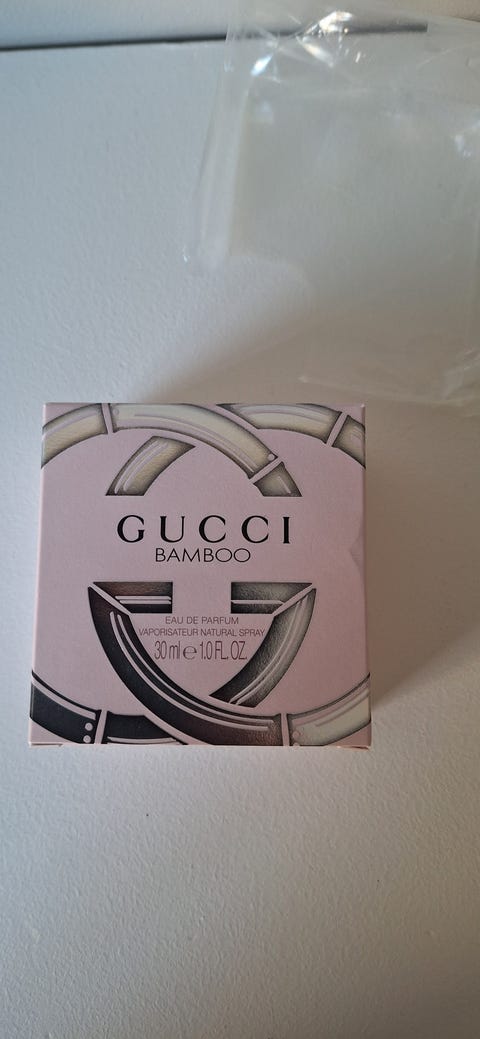 GUCCI
BAMBOO
EAU DE PARFUM
VAPORISATEUR NATURAL SPRAY
30 ml e 1.0 FL. OZ.